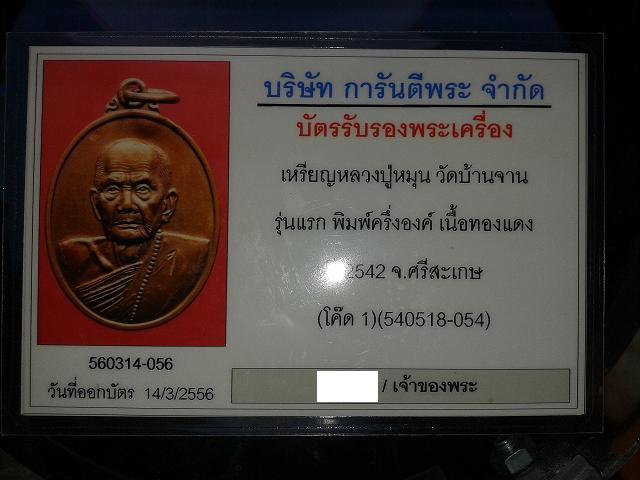 บริษัท การันตีพระ จำกัด
บัตรรับรองพระเครื่อง
เหรียญหลวงปู่หมุน วัดบ้านจาน
รุ่นแรก พิมพ์ครึ่งองค์ เนื้อทองแดง
2542 จ.ศรีสะเกษ
(โค๊ด 1)(540518-054)
560314-056
วันที่ออกบัตร 14/3/2556
/ เจ้าของพระ